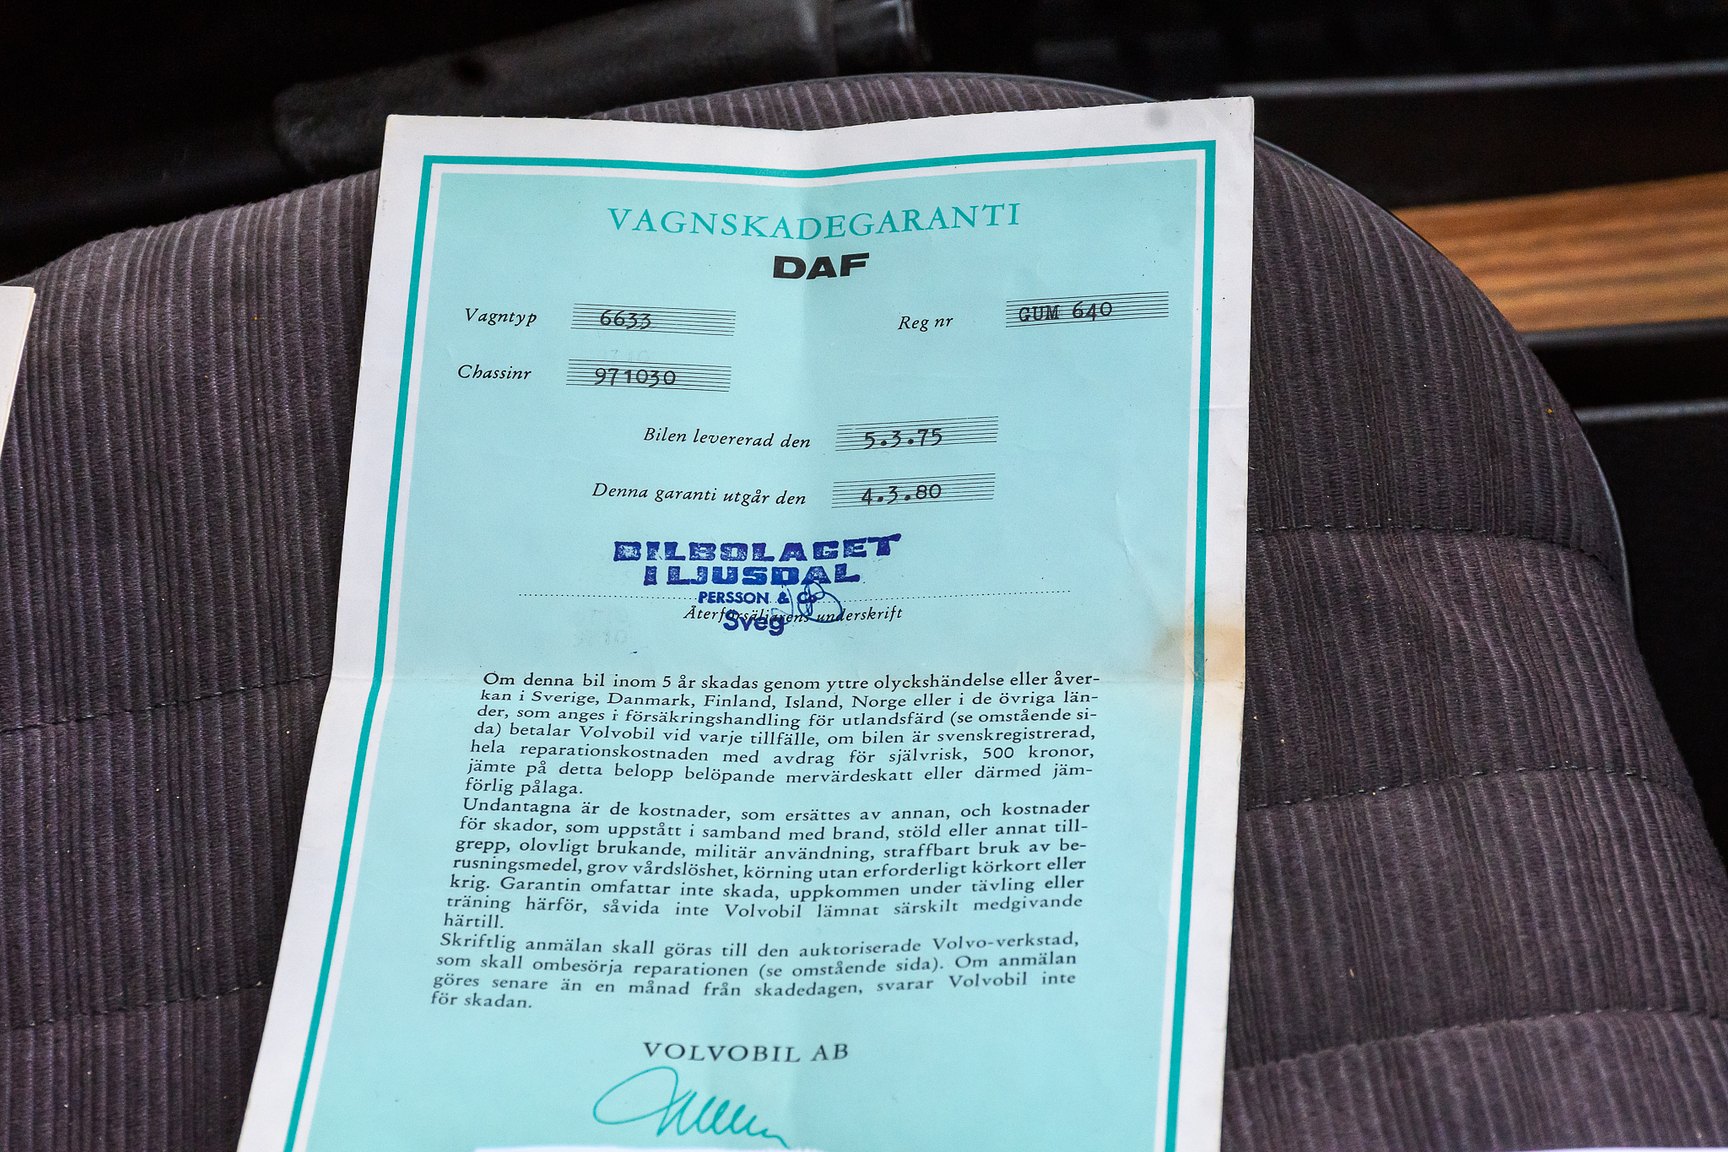 VAGNSKADEGARANTI
DAF
Vagntyp 6633 Reg nr GUM 640
Chassinr 971030
Bilen levererad den 5.3.75
Denna garanti utgår den 4.3.80
BILBOLAGET
I LJUSDAL
PERSSON & Co
Återförsäljarens underskrift
Sveg
Om denna bil inom 5 år skadas genom yttre olyckshändelse eller åver-
kan i Sverige, Danmark, Finland, Island, Norge eller i de övriga län-
der, som anges i försäkringshandling för utlandsfärd (se omstående si-
da) betalar Volvobil vid varje tillfälle, om bilen är svenskregistrerad,
hela reparationskostnaden med avdrag för självrisk, 500 kronor,
jämte på detta belopp belöpande mervärdeskatt eller därmed jäm-
förlig pålaga.
Undantagna är de kostnader, som ersättes av annan, och kostnader
för skador, som uppstått i samband med brand, stöld eller annat till-
grepp, olovligt brukande, militär användning, straffbart bruk av be-
rusningsmedel, grov vårdslöshet, körning utan erforderligt körkort eller
krig. Garantin omfattar inte skada, uppkommen under tävling eller
träning härför, såvida inte Volvobil lämnat särskilt medgivande
härtill.
Skriftlig anmälan skall göras till den auktoriserade Volvo-verkstad,
som skall ombesörja reparationen (se omstående sida). Om anmälan
göres senare än en månad från skadedagen, svarar Volvobil inte
för skadan.
VOLVOBIL AB